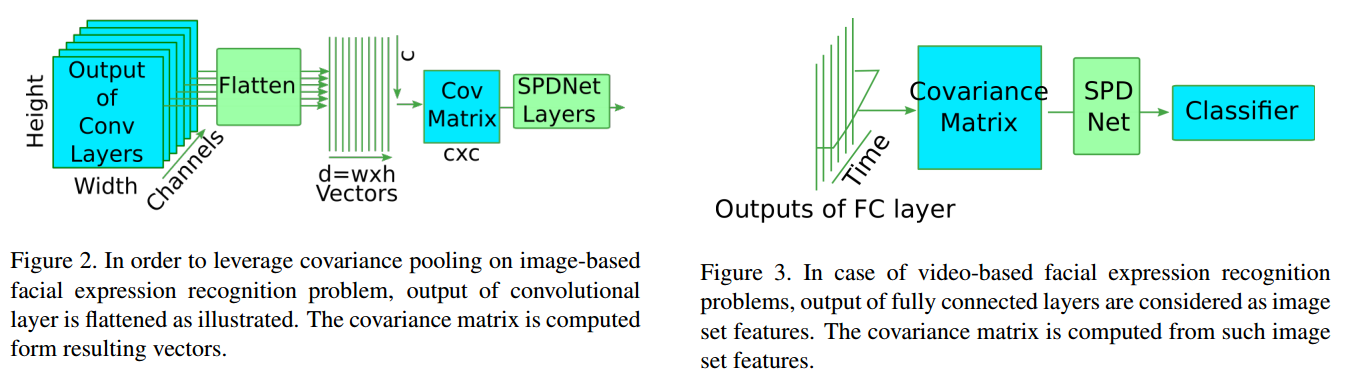 Height
Output
of
Conv
Layers
Width
Channels
Flatten
c
d=wxh
Vectors
Cov
Matrix
cxc
SPDNet
Layers
Figure 2. In order to leverage covariance pooling on image-based
facial expression recognition problem, output of convolutional
layer is flattened as illustrated. The covariance matrix is computed
form resulting vectors.
Time
Outputs of FC layer
Covariance
Matrix
SPD
Net
Classifier
Figure 3. In case of video-based facial expression recognition
problems, output of fully connected layers are considered as image
set features. The covariance matrix is computed from such image
set features.